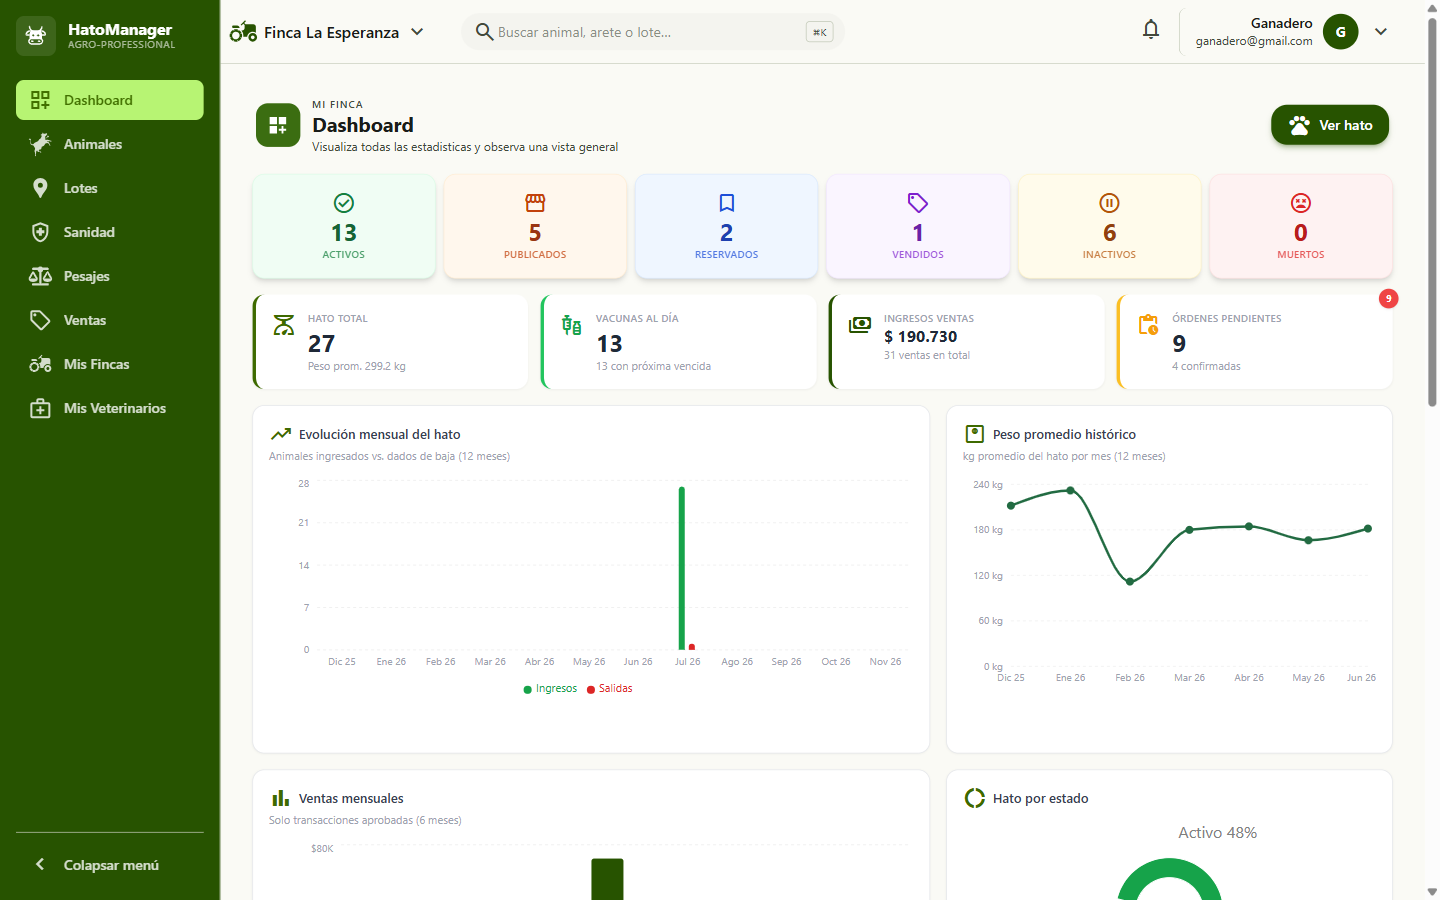 HatoManager
AGRO-PROFESSIONAL
Dashboard
Animales
Lotes
Sanidad
Pesajes
Ventas
Mis Fincas
Mis Veterinarios
Colapsar menú
Finca La Esperanza
Buscar animal, arete o lote...
⌘K
Ganadero
ganadero@gmail.com
G
MI FINCA
Dashboard
Visualiza todas las estadisticas y observa una vista general
Ver hato
13
ACTIVOS
5
PUBLICADOS
2
RESERVADOS
1
VENDIDOS
6
INACTIVOS
0
MUERTOS
HATO TOTAL
27
Peso prom. 299.2 kg
VACUNAS AL DÍA
13
13 con próxima vencida
INGRESOS VENTAS
$ 190.730
31 ventas en total
9
ÓRDENES PENDIENTES
9
4 confirmadas
Evolución mensual del hato
Animales ingresados vs. dados de baja (12 meses)
28
21
14
7
0
Dic 25 Ene 26 Feb 26 Mar 26 Abr 26 May 26 Jun 26 Jul 26 Ago 26 Sep 26 Oct 26 Nov 26
Ingresos Salidas
Peso promedio histórico
kg promedio del hato por mes (12 meses)
240 kg
180 kg
120 kg
60 kg
0 kg
Dic 25 Ene 26 Feb 26 Mar 26 Abr 26 May 26 Jun 26
Ventas mensuales
Solo transacciones aprobadas (6 meses)
$80K
Hato por estado
Activo 48%